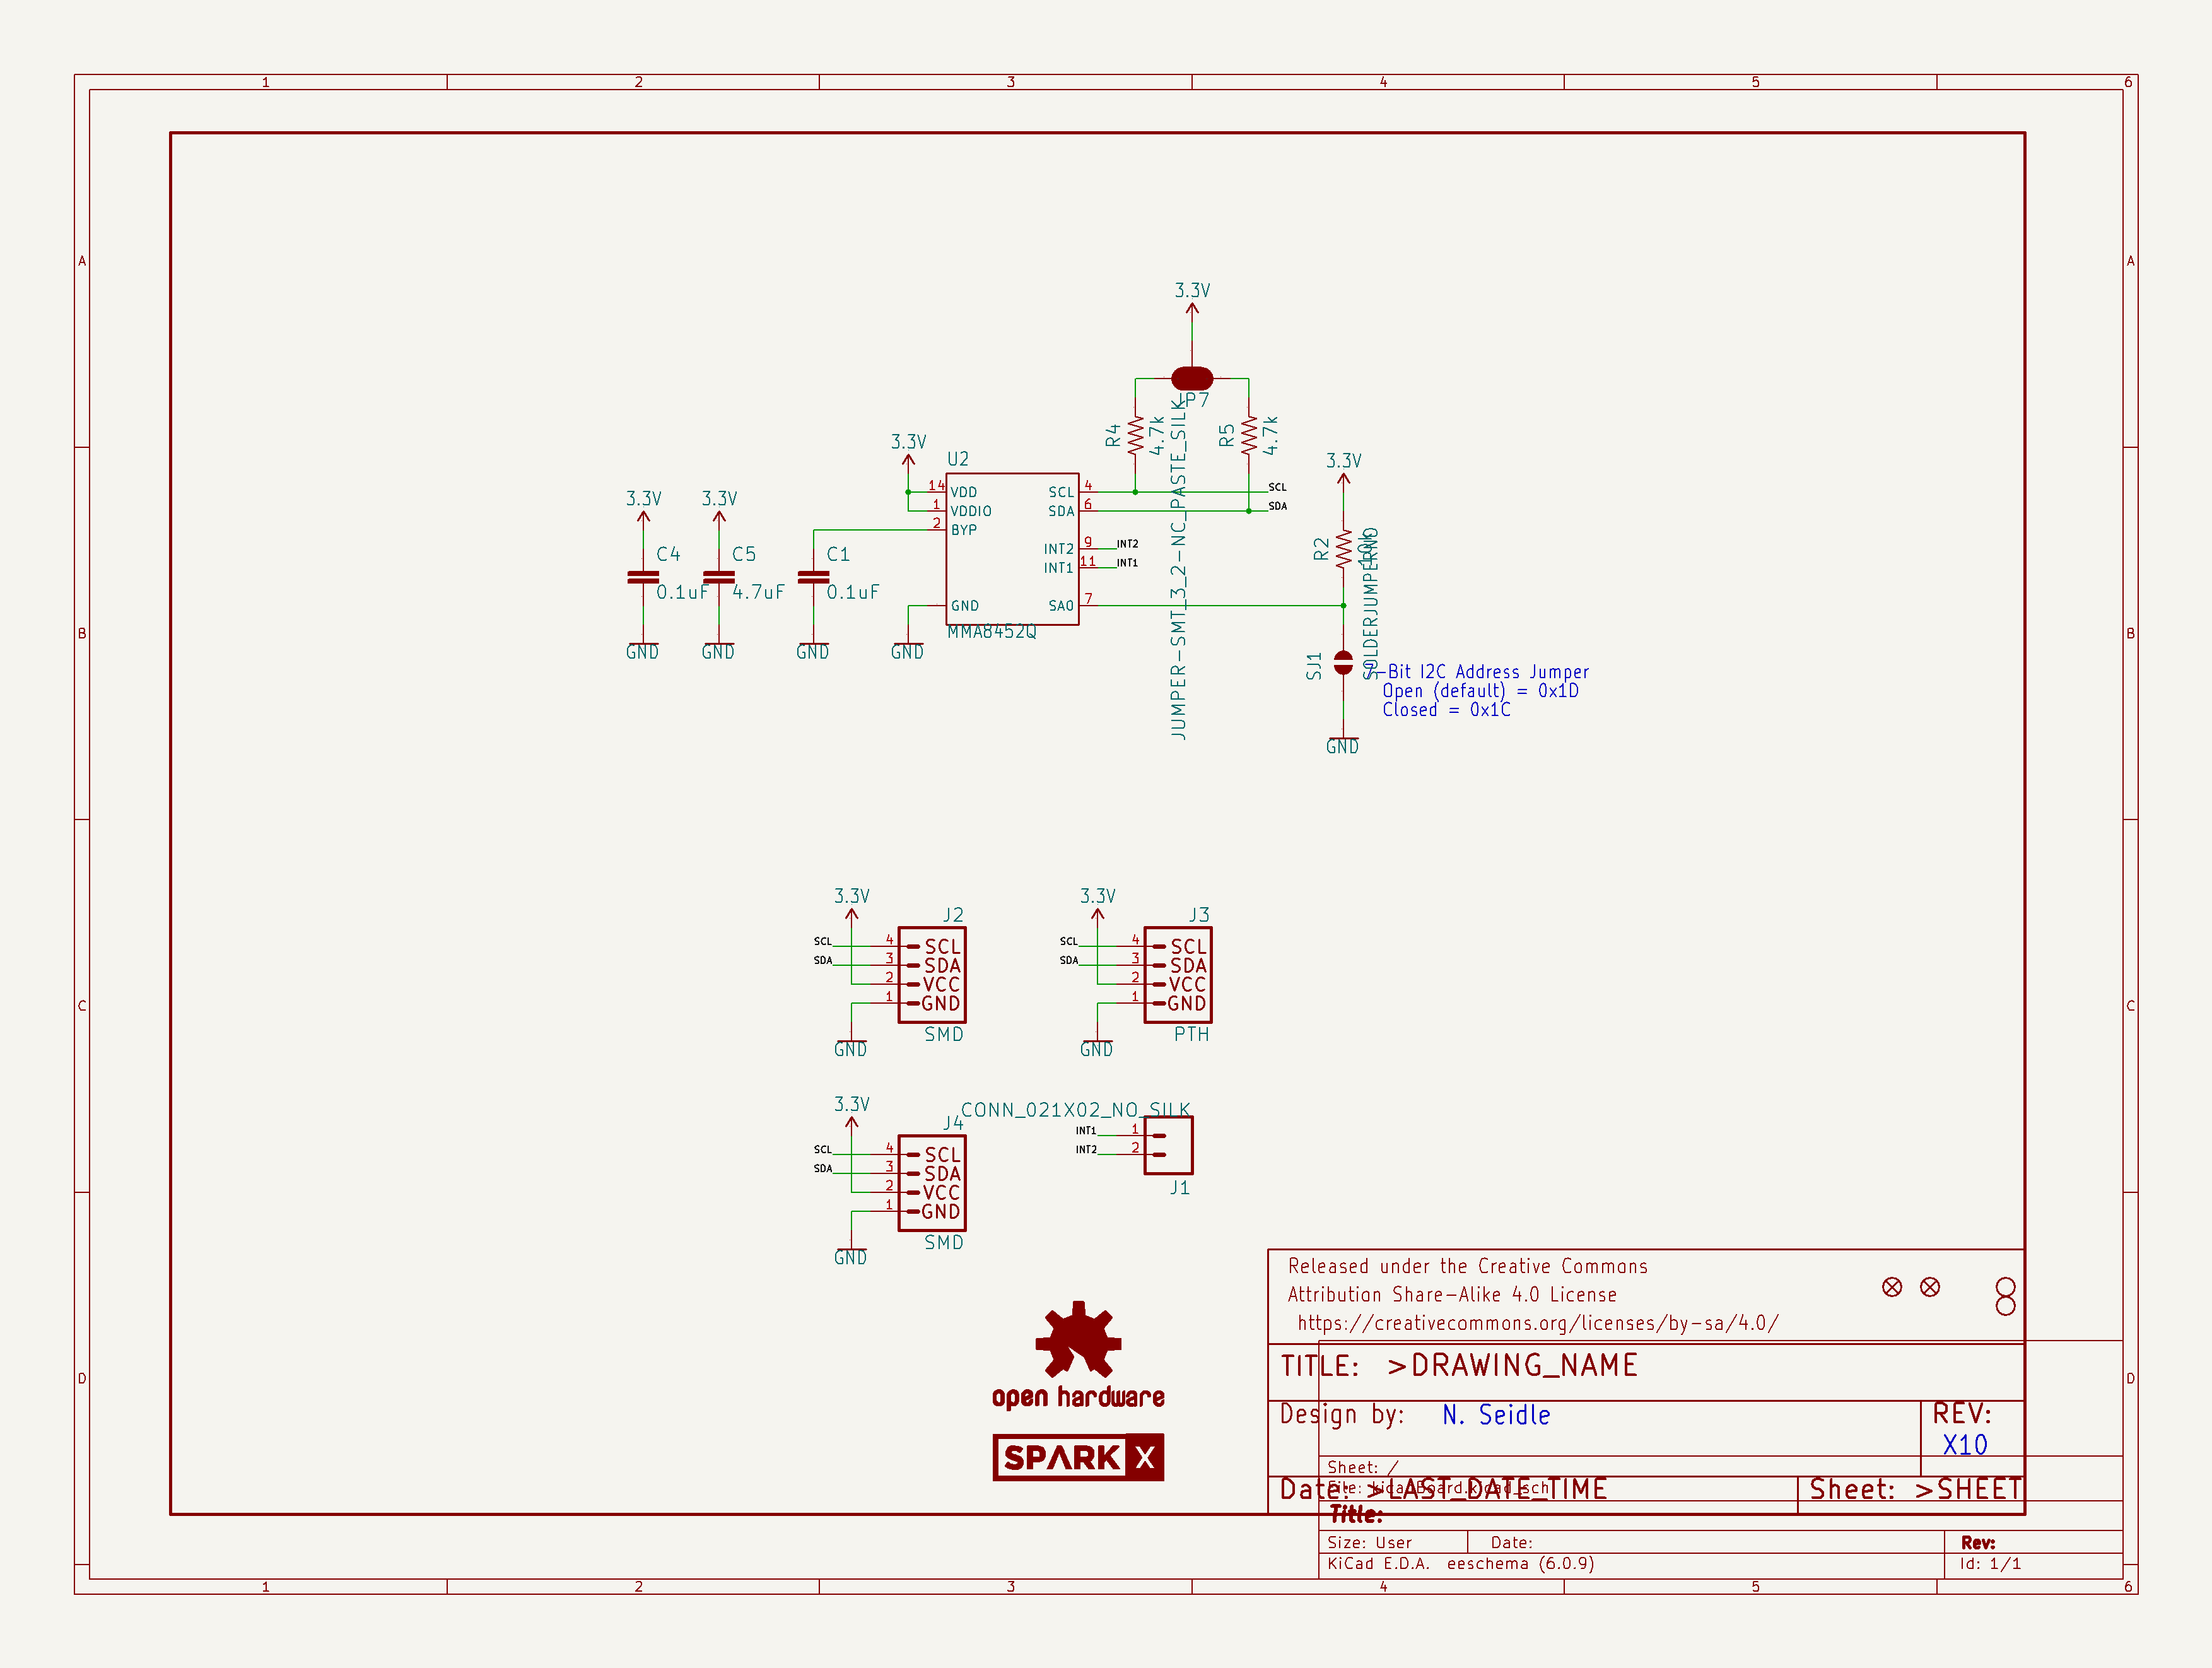 1 2 3 4 5 6
A A
3.3V
JP7
R4 4.7k R5 4.7k
JUMPER-SMT_3_2-NC_PASTE_SILK
3.3V
U2
3.3V
14 VDD SCL 4 SCL
1 VDDIO SDA 6 SDA
2 BYP
INT2 9 INT2
INT1 11 INT1
GND SA0 7
MMA8452Q
GND
3.3V 3.3V
C4 C5 C1
0.1uF 4.7uF 0.1uF
GND GND GND
R2 10k
SOLDERJUMPERNO
SJ1
7-Bit I2C Address Jumper
Open (default) = 0x1D
Closed = 0x1C
GND
B B
3.3V
J2
SCL 4 SCL
SDA 3 SDA
2 VCC
1 GND
SMD
GND
3.3V
J3
SCL 4 SCL
SDA 3 SDA
2 VCC
1 GND
PTH
GND
C C
3.3V
J4
SCL 4 SCL
SDA 3 SDA
2 VCC
1 GND
SMD
GND
CONN_021X02_NO_SILK
INT1 1
INT2 2
J1
open hardware
SPARK X
Released under the Creative Commons
Attribution Share-Alike 4.0 License
https://creativecommons.org/licenses/by-sa/4.0/
TITLE: >DRAWING_NAME
D D
Design by: N. Seidle
REV:
X10
Sheet: /
File: kicadBoard.kicad_sch
Date: >LAST_DATE_TIME
Sheet: >SHEET
Title:
Size: User Date: Rev:
KiCad E.D.A. eeschema (6.0.9) Id: 1/1
1 2 3 4 5 6